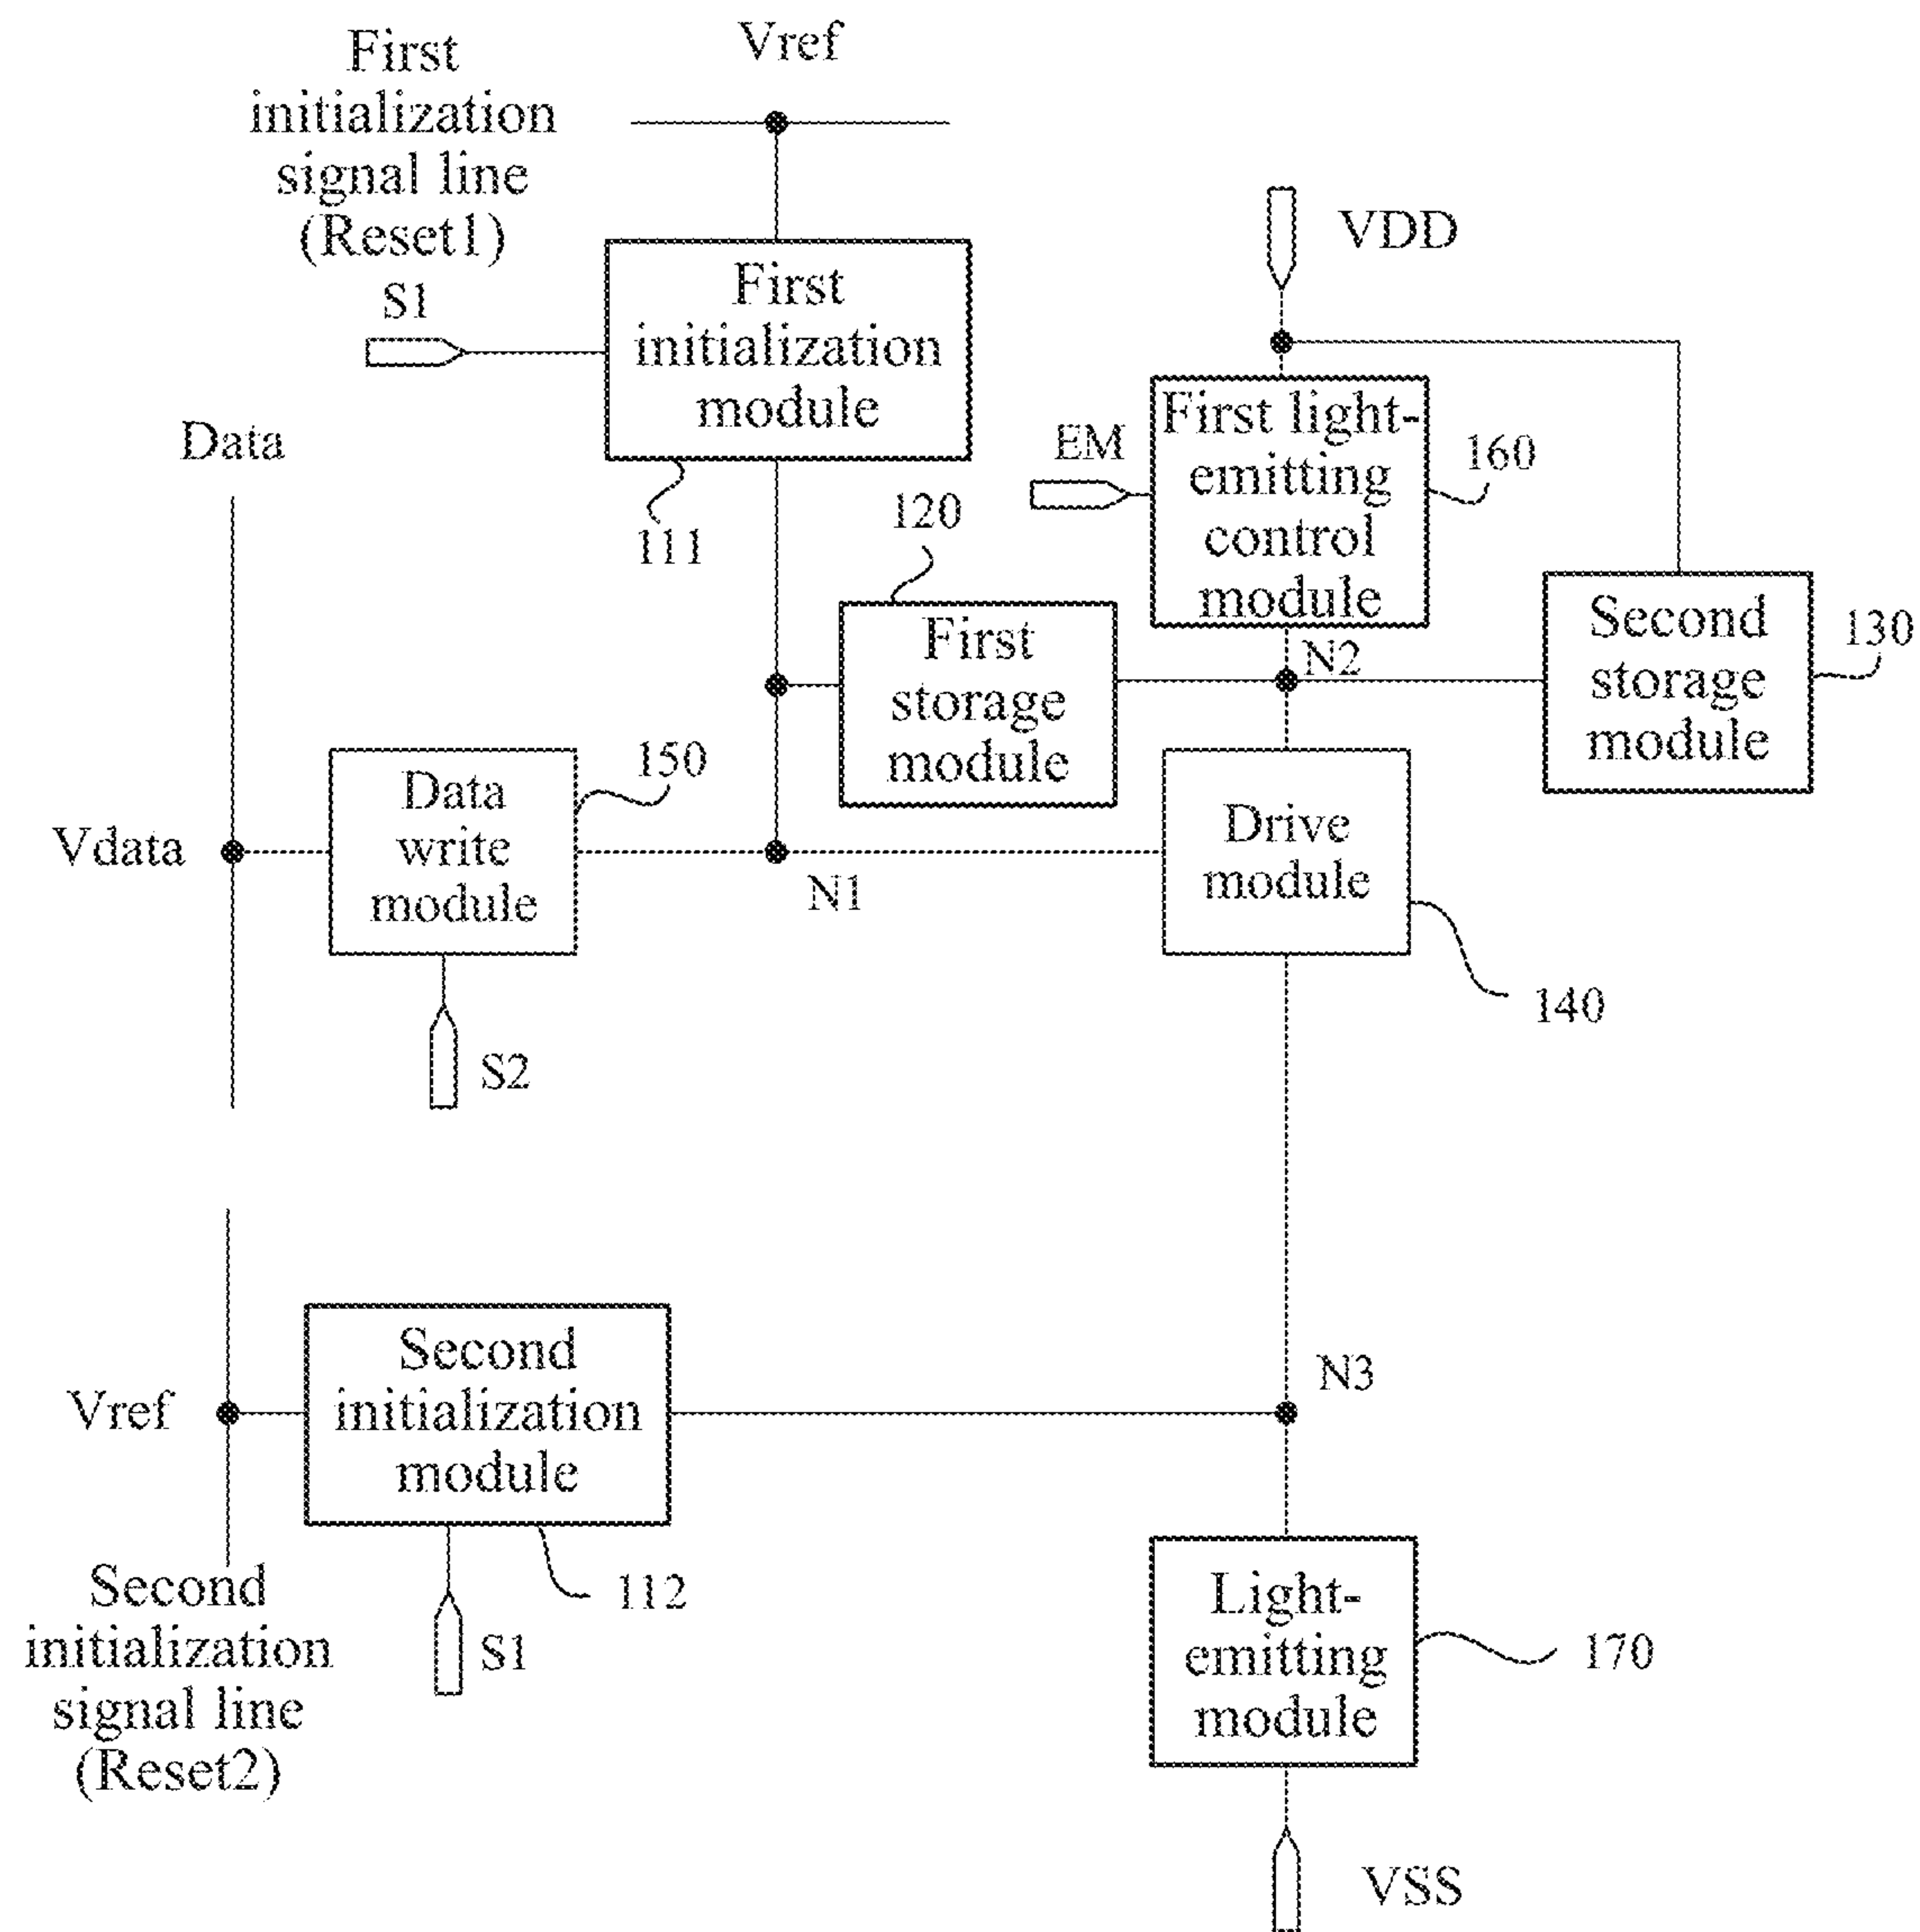 First
initialization
signal line
(Reset1)
Vref
S1
First
initialization
module
111
VDD
EM
First light-
emitting
control
module
160
Data
120
First
storage
module
N2
Second
storage
module
130
Vdata
Data
write
module
150
N1
Drive
module
140
S2
Vref
Second
initialization
module
N3
112
S1
Second
initialization
signal line
(Reset2)
Light-
emitting
module
170
VSS